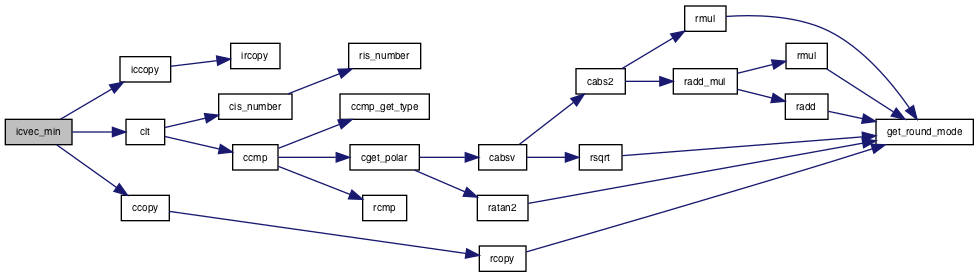 icvec_min
iccopy
ircopy
clt
cis_number
ris_number
ccmp
ccmp_get_type
cget_polar
cabsv
cabs2
rmul
radd_mul
rmul
radd
get_round_mode
rsqrt
ratan2
rcmp
ccopy
rcopy